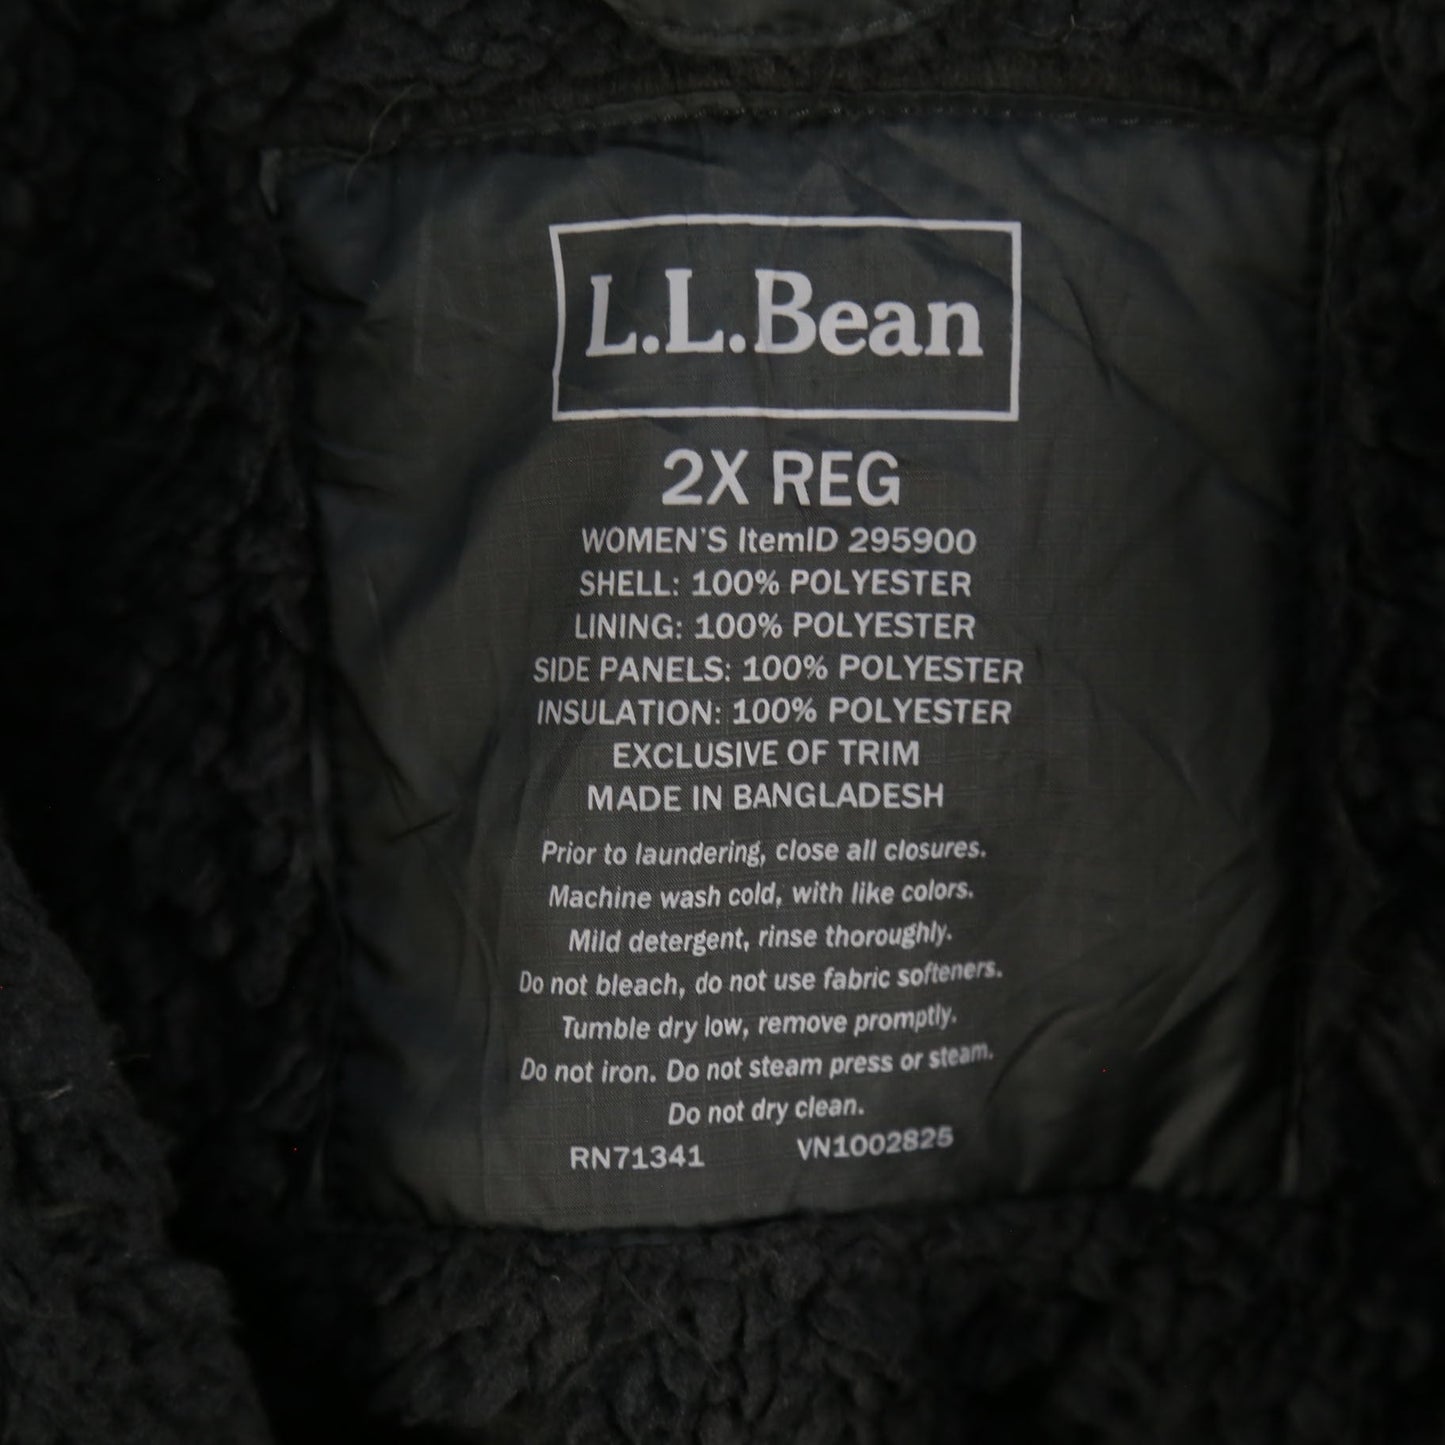 L.L.Bean
2X REG
WOMEN'S ItemID 295900
SHELL: 100% POLYESTER
LINING: 100% POLYESTER
SIDE PANELS: 100% POLYESTER
INSULATION: 100% POLYESTER
EXCLUSIVE OF TRIM
MADE IN BANGLADESH
Prior to laundering, close all closures.
Machine wash cold, with like colors.
Mild detergent, rinse thoroughly.
Do not bleach, do not use fabric softeners.
Tumble dry low, remove promptly.
Do not iron. Do not steam press or steam.
Do not dry clean.
RN71341 VN1002825